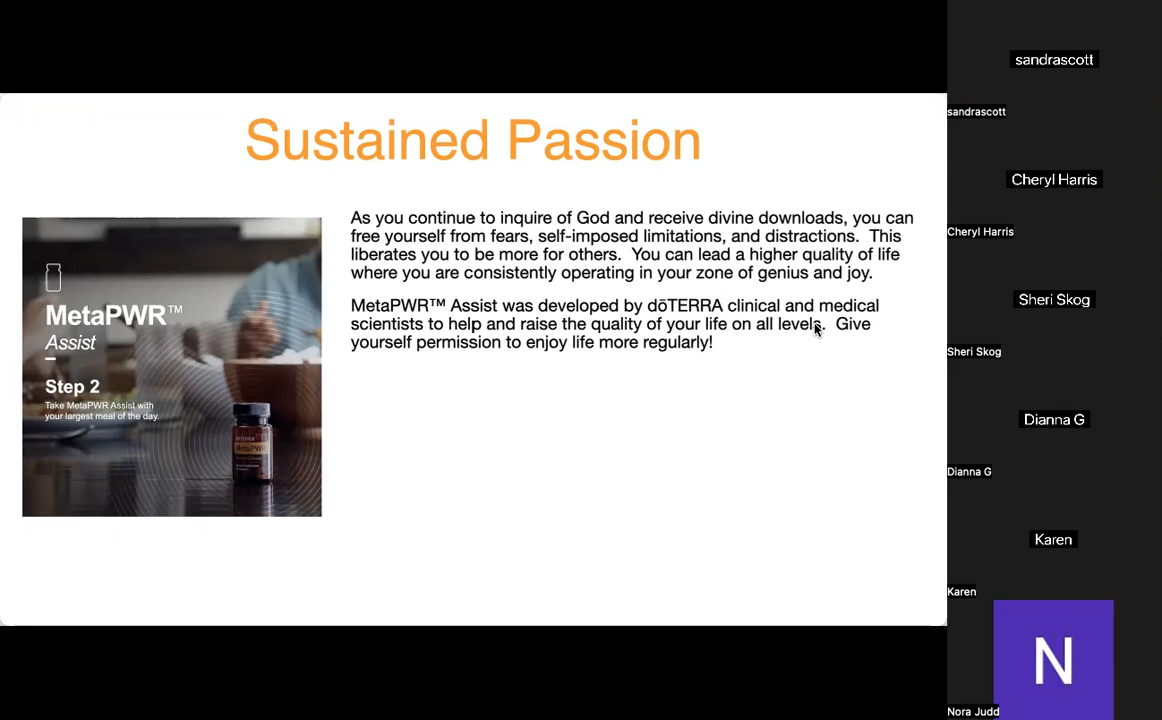 Sustained Passion
As you continue to inquire of God and receive divine downloads, you can
free yourself from fears, self-imposed limitations, and distractions.  This
liberates you to be more for others.  You can lead a higher quality of life
where you are consistently operating in your zone of genius and joy.
MetaPWR™ Assist was developed by dōTERRA clinical and medical
scientists to help and raise the quality of your life on all levels.  Give
yourself permission to enjoy life more regularly!
MetaPWR™
Assist
Step 2
Take MetaPWR Assist with
your largest meal of the day.
MetaPWR
sandrascott
sandrascott
Cheryl Harris
Cheryl Harris
Sheri Skog
Sheri Skog
Dianna G
Dianna G
Karen
Karen
N
Nora Judd